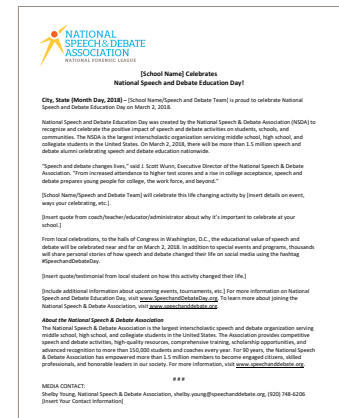 NATIONAL
SPEECH & DEBATE
ASSOCIATION
NATIONAL FORENSIC LEAGUE
[School Name] Celebrates
National Speech and Debate Education Day!
City, State (Month Day, 2018) – [School Name/Speech and Debate Team] is proud to celebrate National
Speech and Debate Education Day on March 2, 2018.
National Speech and Debate Education Day was created by the National Speech & Debate Association (NSDA) to
recognize and celebrate the positive impact of speech and debate activities on students, schools, and
communities. The NSDA is the largest interscholastic organization servicing middle school, high school, and
collegiate students in the United States. On March 2, 2018, there will be more than 1.5 million speech and
debate alumni celebrating speech and debate education nationwide.
"Speech and debate changes lives," said J. Scott Wunn, Executive Director of the National Speech & Debate
Association. "From increased attendance to higher test scores and a rise in college acceptance, speech and
debate prepares young people for college, the work force, and beyond."
[School Name/Speech and Debate Team] will celebrate this life changing activity by [insert details on event,
ways your celebrating, etc.].
[Insert quote from coach/teacher/educator/administrator about why it's important to celebrate at your
school.]
From local celebrations, to the halls of Congress in Washington, D.C., the educational value of speech and
debate will be celebrated near and far on March 2, 2018. In addition to special events and programs, thousands
will share personal stories of how speech and debate changed their life on social media using the hashtag
#SpeechandDebateDay.
[Insert quote/testimonial from local student on how this activity changed their life.]
[Include additional information about upcoming events, tournaments, etc.] For more information on National
Speech and Debate Education Day, visit www.SpeechandDebateDay.org. To learn more about joining the
National Speech & Debate Association, visit www.speechanddebate.org.
About the National Speech & Debate Association
The National Speech & Debate Association is the largest interscholastic speech and debate organization serving
middle school, high school, and collegiate students in the United States. The Association provides competitive
speech and debate activities, high-quality resources, comprehensive training, scholarship opportunities, and
advanced recognition to more than 150,000 students and coaches every year. For 90 years, the National Speech
& Debate Association has empowered more than 1.5 million members to become engaged citizens, skilled
professionals, and honorable leaders in our society. For more information, visit www.speechanddebate.org.
# # #
MEDIA CONTACT:
Shelby Young, National Speech & Debate Association, shelby.young@speechanddebate.org, (920) 748-6206
[Insert Your Contact Information]